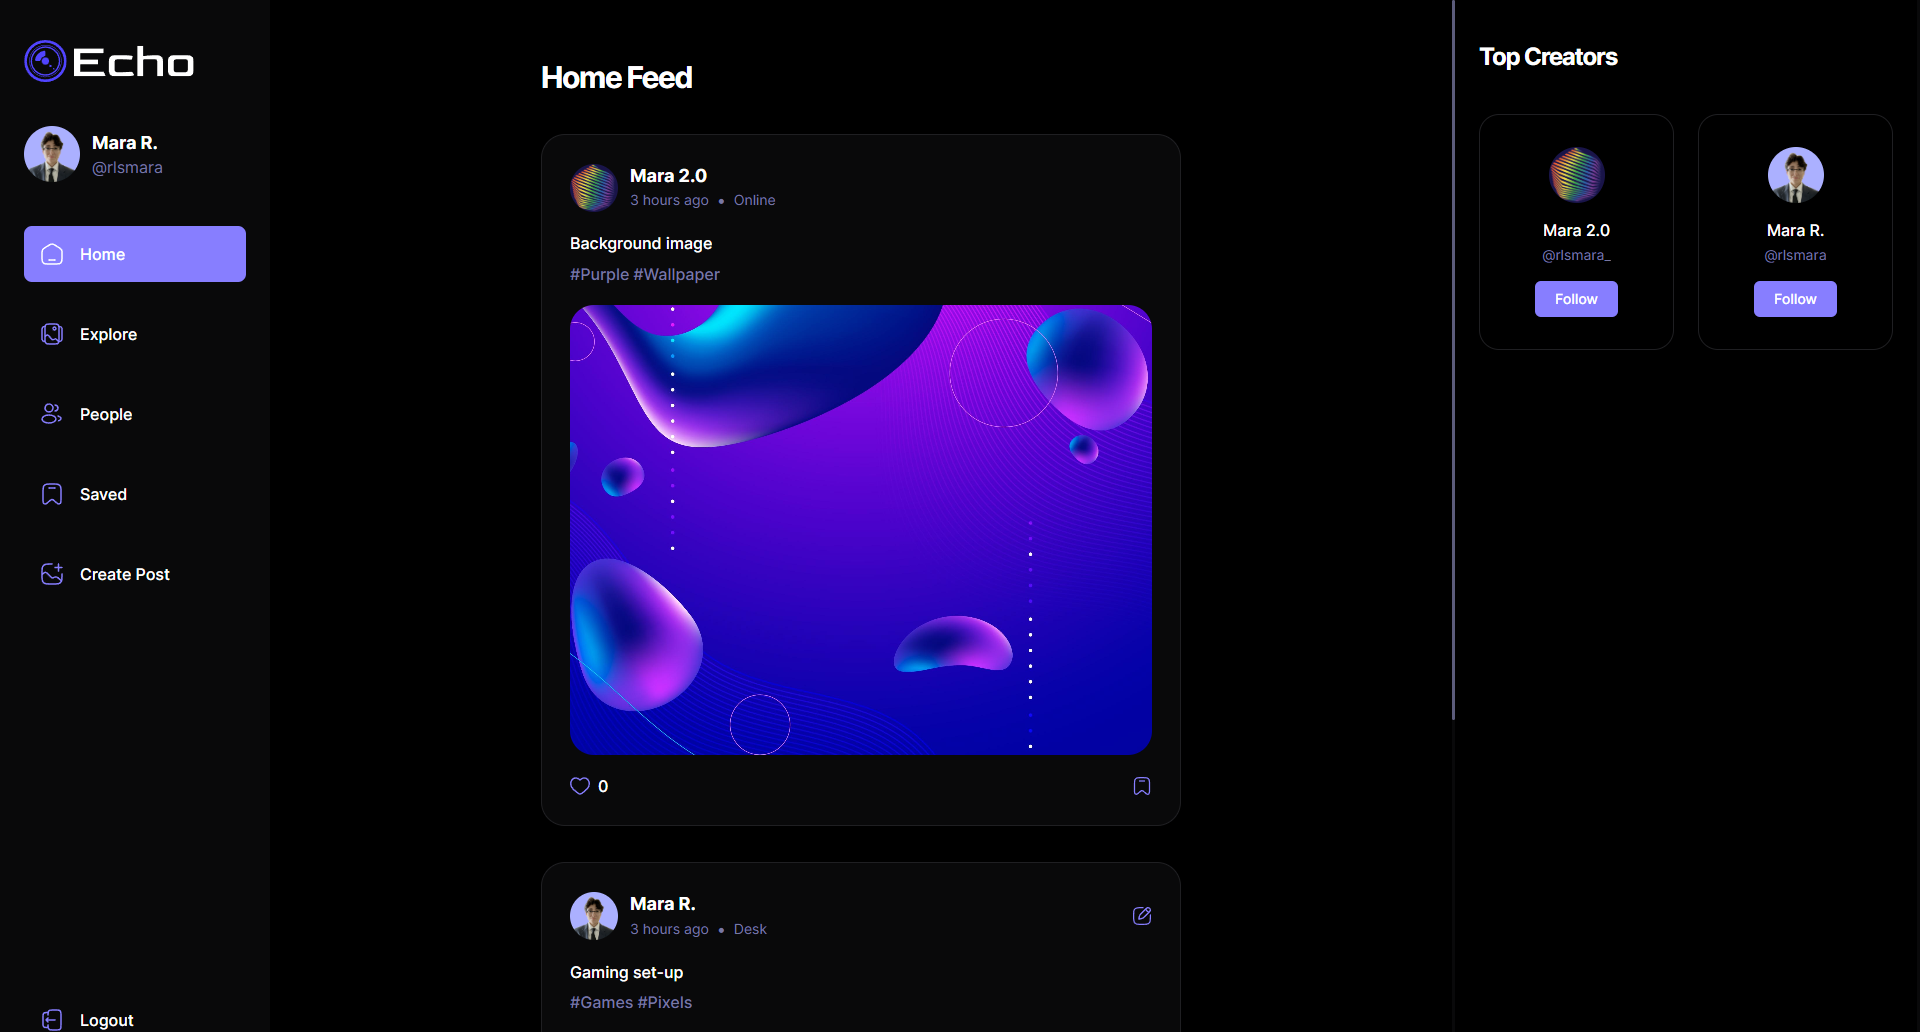 Echo
Mara R.
@rlsmara
Home
Explore
People
Saved
Create Post
Logout
Home Feed
Mara 2.0
3 hours ago • Online
Background image
#Purple #Wallpaper
0
Mara R.
3 hours ago • Desk
Gaming set-up
#Games #Pixels
Top Creators
Mara 2.0
@rlsmara_
Follow
Mara R.
@rlsmara
Follow